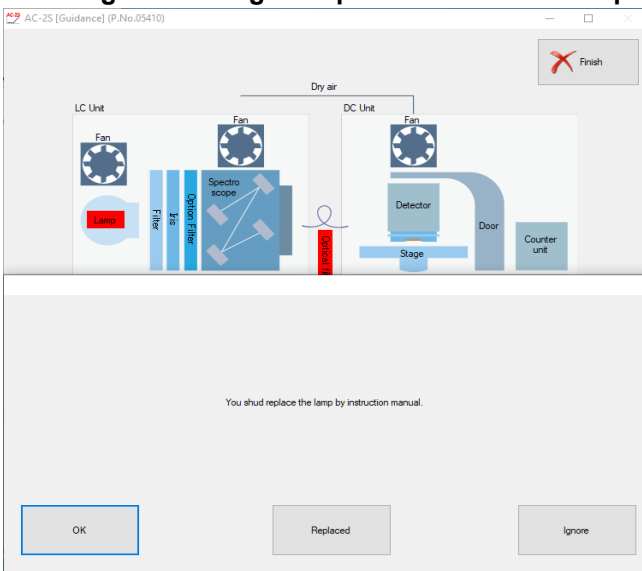 AC-2S [Guidance] (P.No.05410)
Finish
Dry air
LC Unit
DC Unit
Fan
Fan
Fan
Lamp
Filter
Iris
Option Filter
Spectro
scope
Detector
Stage
Door
Counter
unit
You shud replace the lamp by instruction manual.
OK
Replaced
Ignore